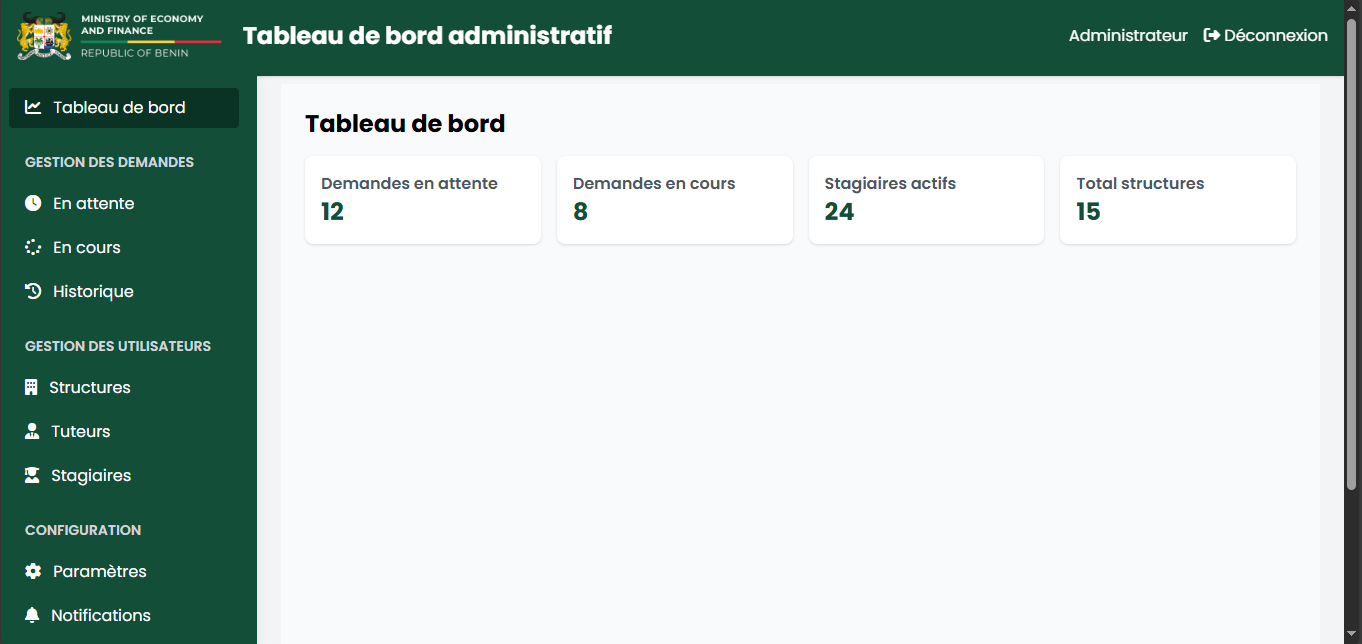 MINISTRY OF ECONOMY
AND FINANCE
REPUBLIC OF BENIN
Tableau de bord administratif
Administrateur
Déconnexion
Tableau de bord
GESTION DES DEMANDES
En attente
En cours
Historique
GESTION DES UTILISATEURS
Structures
Tuteurs
Stagiaires
CONFIGURATION
Paramètres
Notifications
Tableau de bord
Demandes en attente
12
Demandes en cours
8
Stagiaires actifs
24
Total structures
15